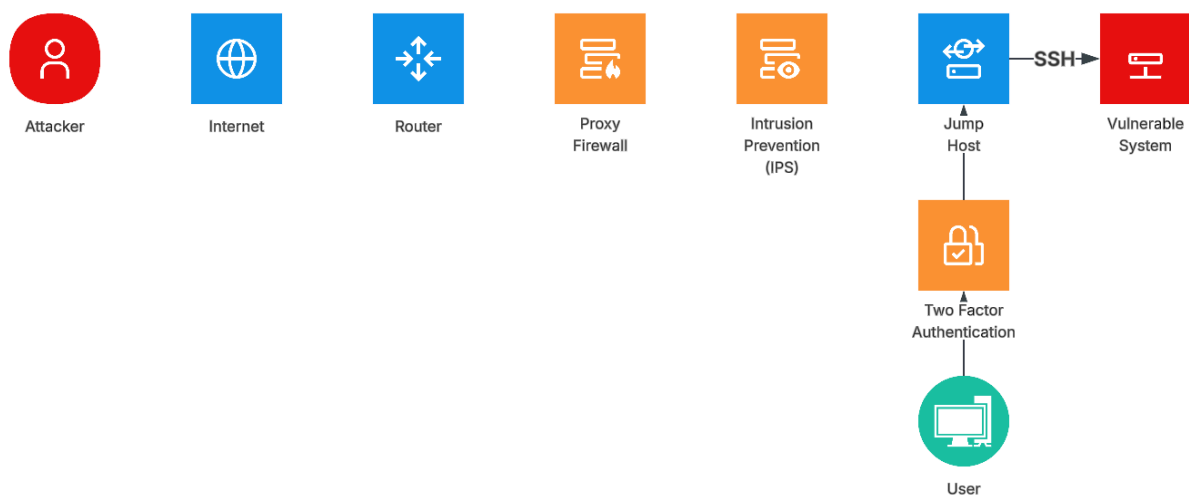 SSH
Attacker
Internet
Router
Proxy
Firewall
Intrusion
Prevention
(IPS)
Jump
Host
Vulnerable
System
Two Factor
Authentication
User